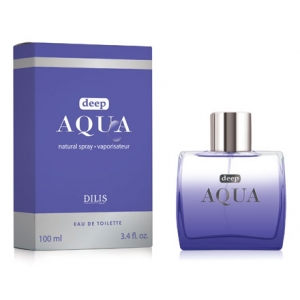 deep
AQUA
natural spray • vaporisateur
DILIS
EAU DE TOILETTE
100 ml 3.4 fl. oz.
deep
AQUA